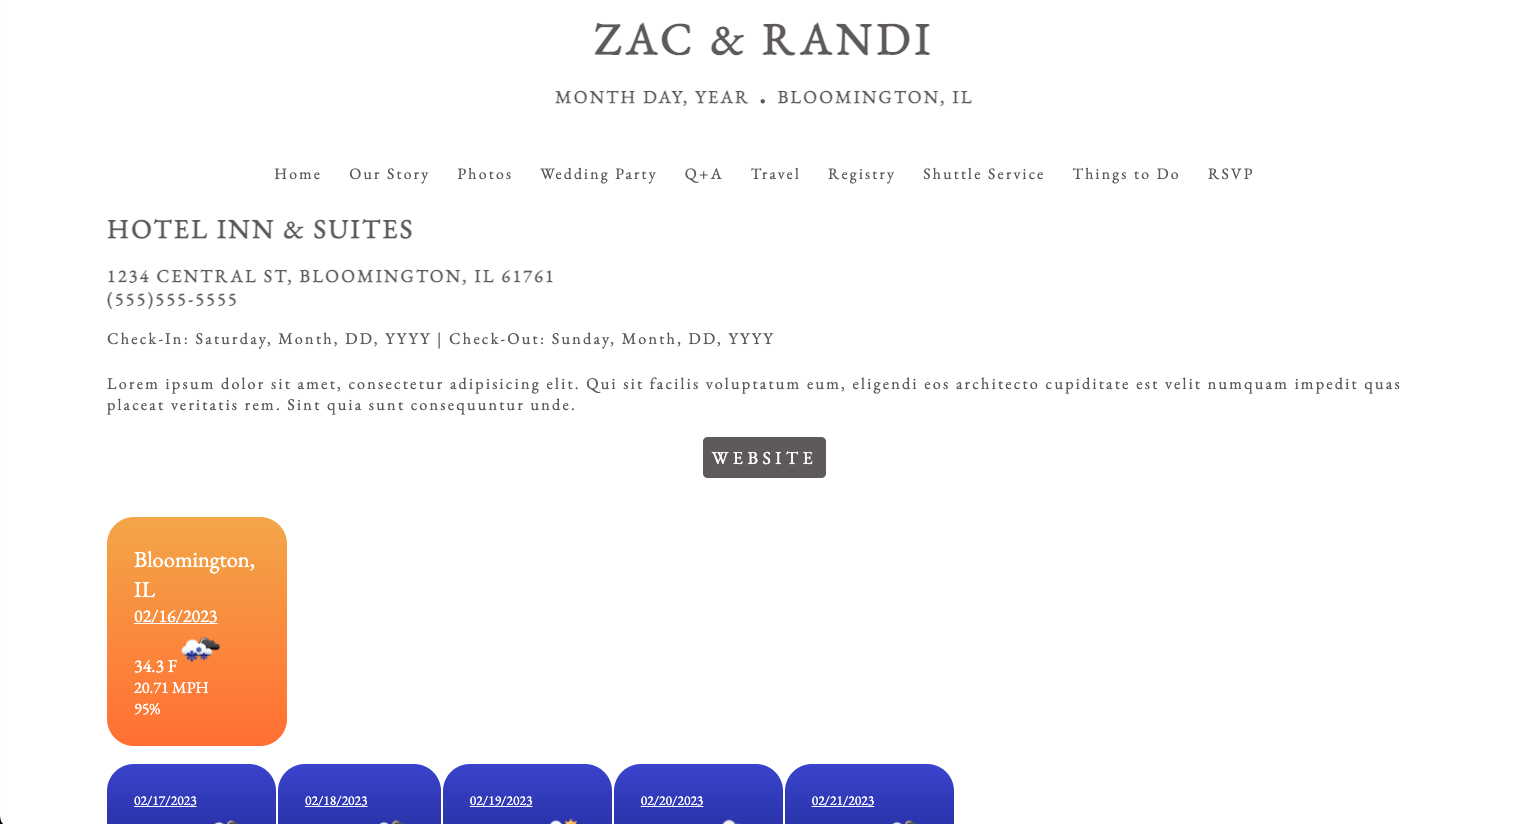 ZAC & RANDI
MONTH DAY, YEAR . BLOOMINGTON, IL
Home Our Story Photos Wedding Party Q+A Travel Registry Shuttle Service Things to Do RSVP
HOTEL INN & SUITES
1234 CENTRAL ST, BLOOMINGTON, IL 61761
(555)555-5555
Check-In: Saturday, Month, DD, YYYY | Check-Out: Sunday, Month, DD, YYYY
Lorem ipsum dolor sit amet, consectetur adipisicing elit. Qui sit facilis voluptatum eum, eligendi eos architecto cupiditate est velit numquam impedit quas
placeat veritatis rem. Sint quia sunt consequuntur unde.
WEBSITE
Bloomington,
IL
02/16/2023
34.3 F
20.71 MPH
95%
02/17/2023 02/18/2023 02/19/2023 02/20/2023 02/21/2023